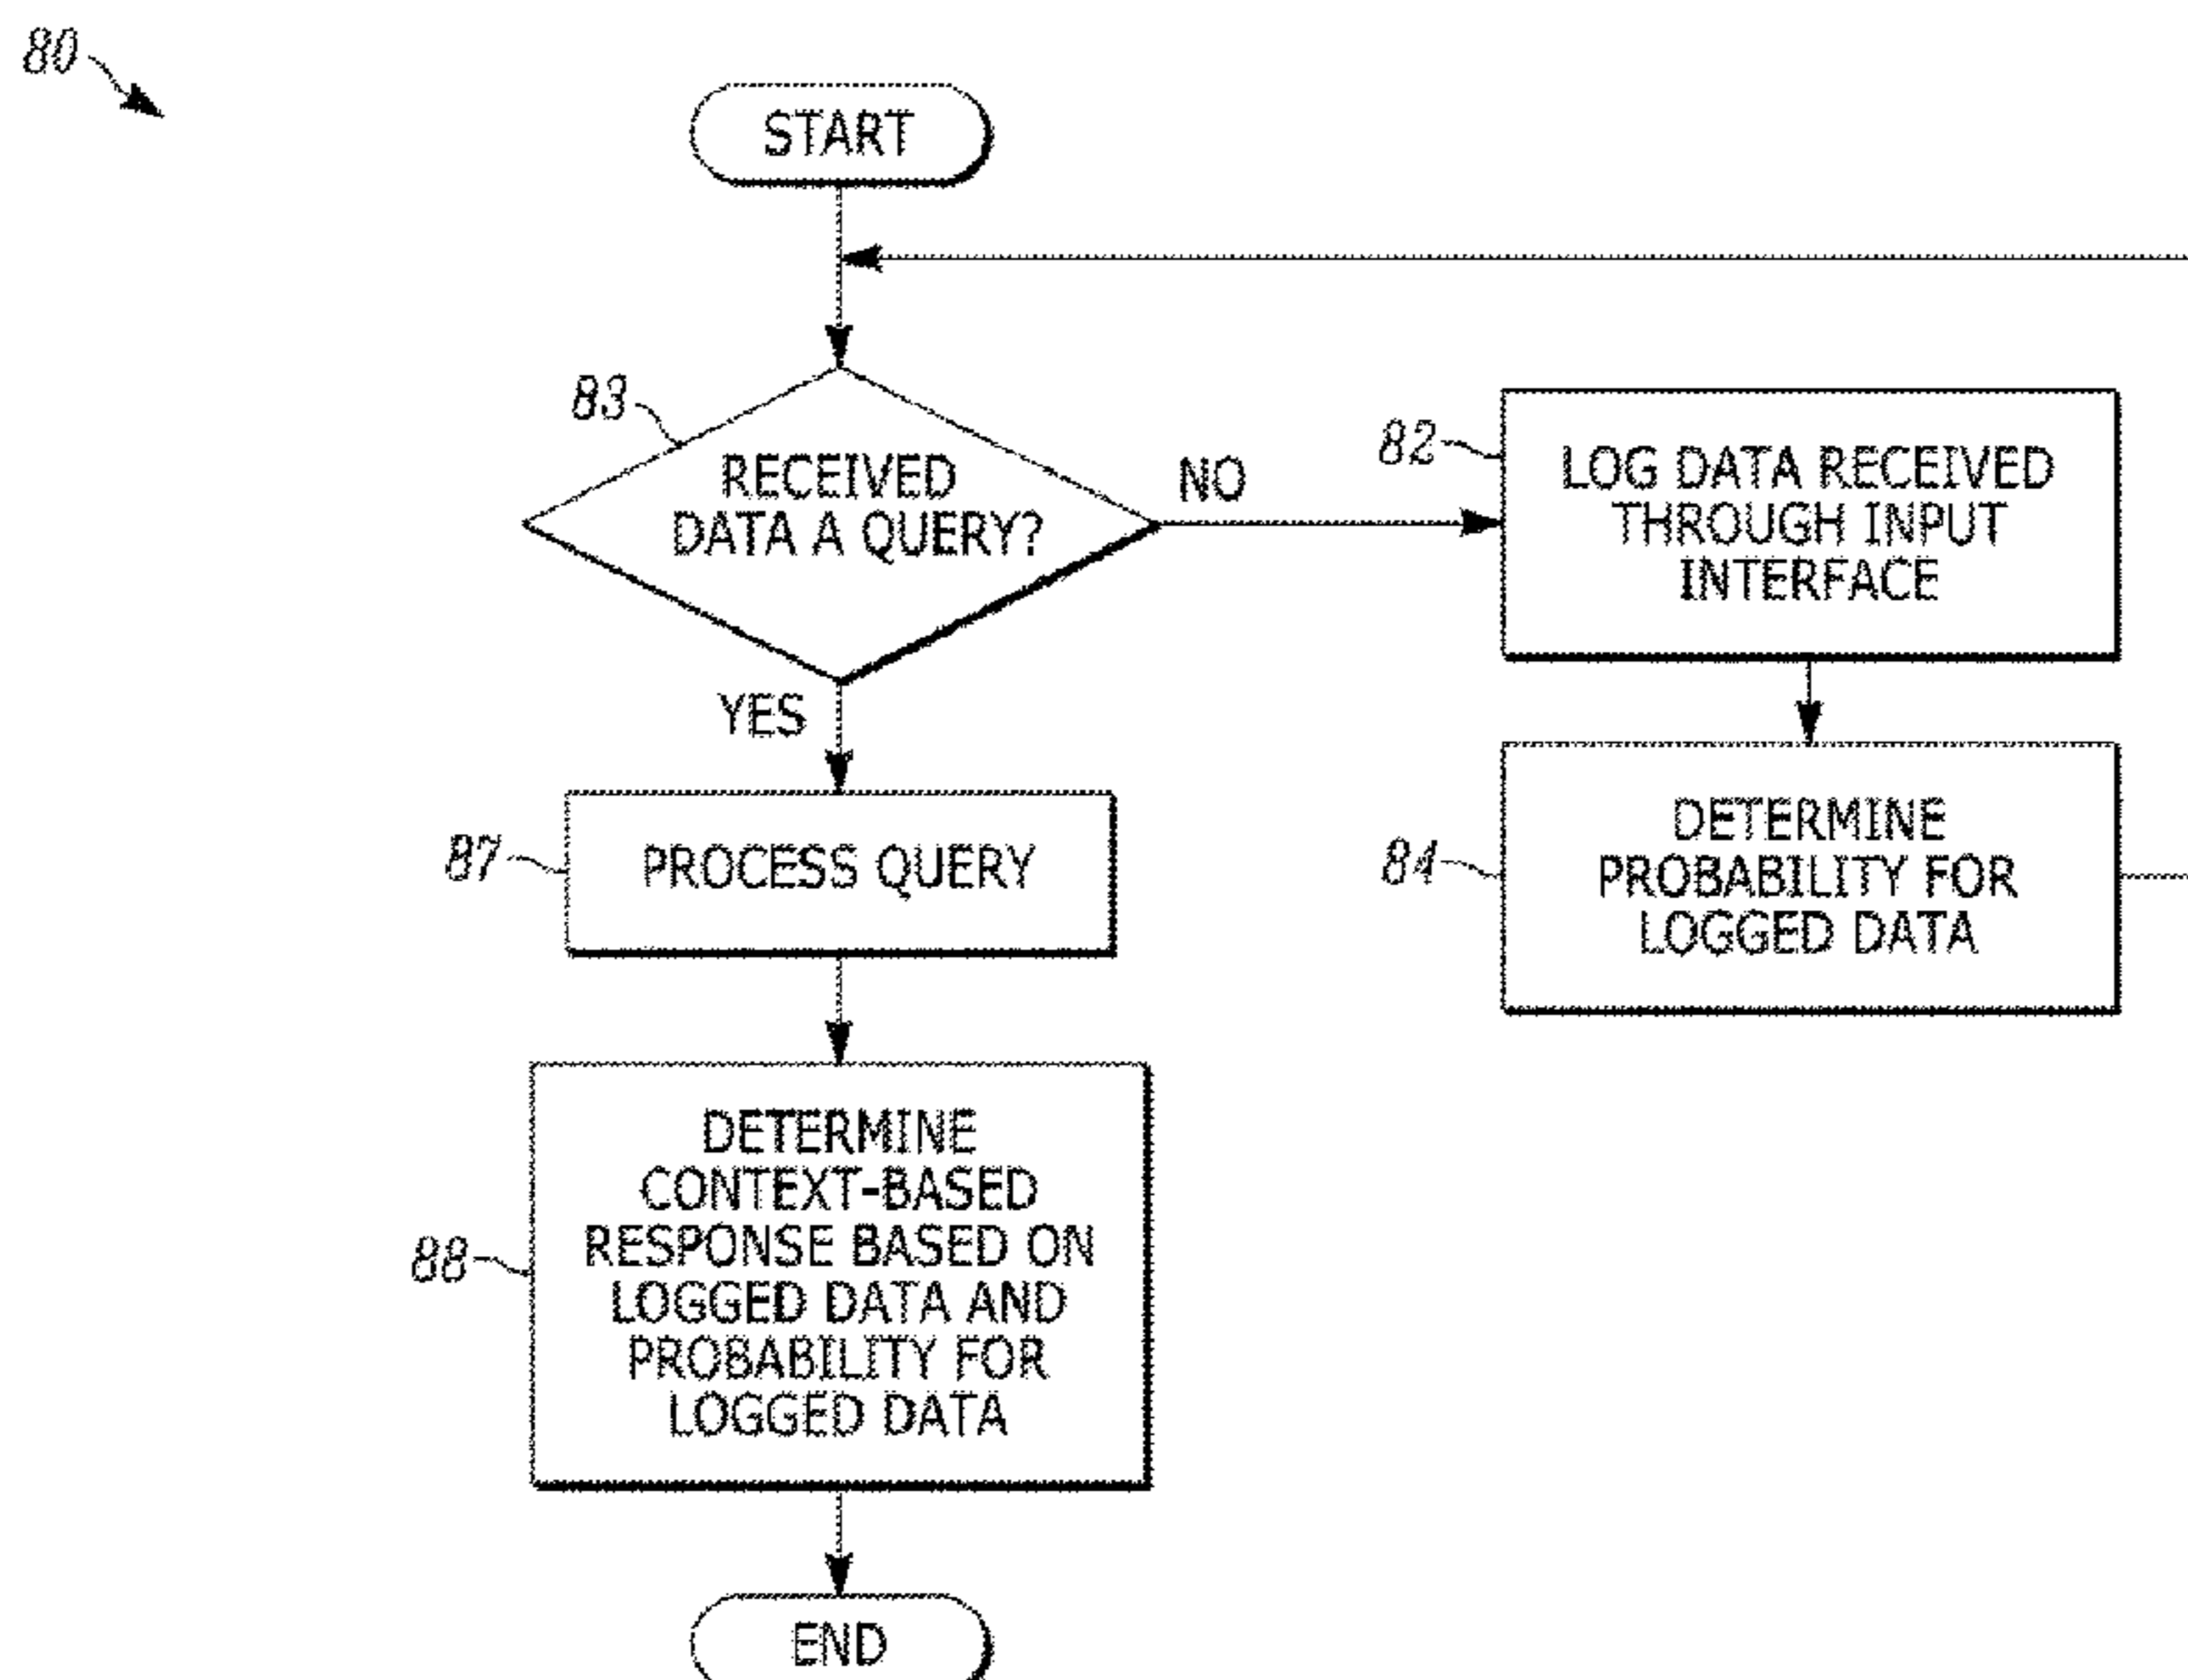 80
START
83
RECEIVED
DATA A QUERY?
NO
82
LOG DATA RECEIVED
THROUGH INPUT
INTERFACE
YES
87
PROCESS QUERY
84
DETERMINE
PROBABILITY FOR
LOGGED DATA
88
DETERMINE
CONTEXT-BASED
RESPONSE BASED ON
LOGGED DATA AND
PROBABILITY FOR
LOGGED DATA
END